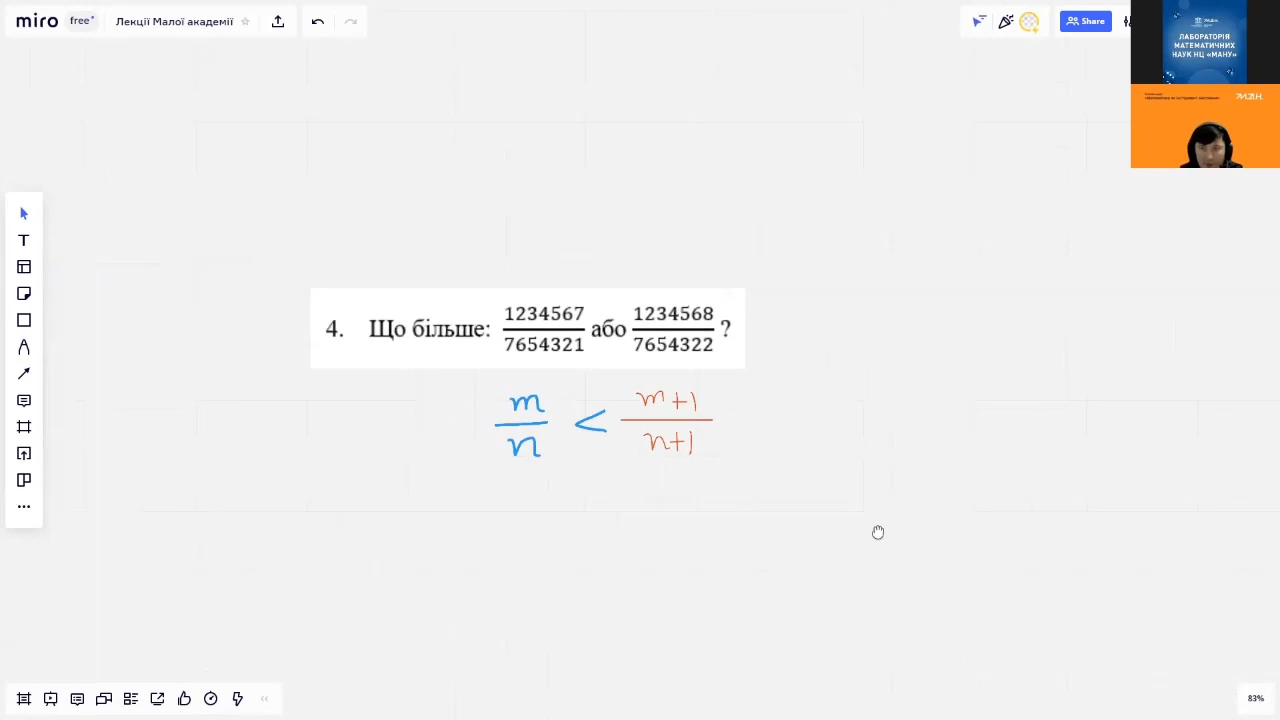 miro free
Лекції Малої академії
Share
ЛАБОРАТОРІЯ
МАТЕМАТИЧНИХ
НАУК НЦ «МАНУ»
4. Що більше: 1234567/7654321 або 1234568/7654322 ?
m/n < m+1/n+1
83%